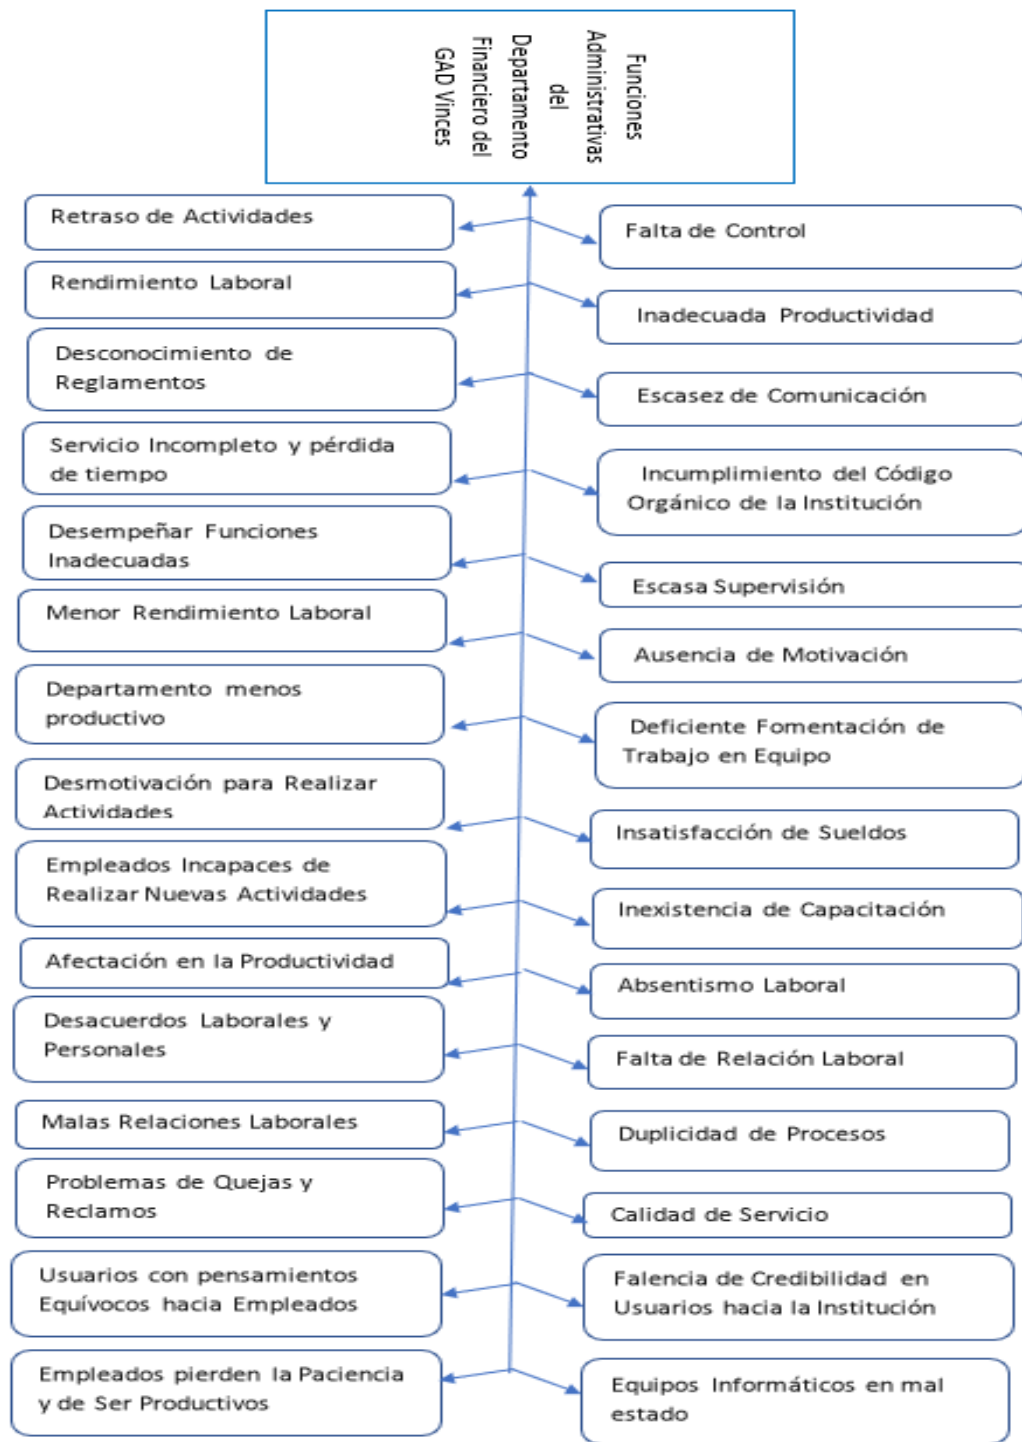 Funciones
Administrativas
del
Departamento
Financiero del
GAD Vinces
Retraso de Actividades
Falta de Control
Rendimiento Laboral
Inadecuada Productividad
Desconocimiento de
Reglamentos
Escasez de Comunicación
Servicio Incompleto y pérdida
de tiempo
Incumplimiento del Código
Orgánico de la Institución
Desempeñar Funciones
Inadecuadas
Escasa Supervisión
Menor Rendimiento Laboral
Ausencia de Motivación
Departamento menos
productivo
Deficiente Fomentación de
Trabajo en Equipo
Desmotivación para Realizar
Actividades
Insatisfacción de Sueldos
Empleados Incapaces de
Realizar Nuevas Actividades
Inexistencia de Capacitación
Afectación en la Productividad
Absentismo Laboral
Desacuerdos Laborales y
Personales
Falta de Relación Laboral
Malas Relaciones Laborales
Duplicidad de Procesos
Problemas de Quejas y
Reclamos
Calidad de Servicio
Usuarios con pensamientos
Equívocos hacia Empleados
Falencia de Credibilidad en
Usuarios hacia la Institución
Empleados pierden la Paciencia
y de Ser Productivos
Equipos Informáticos en mal
estado